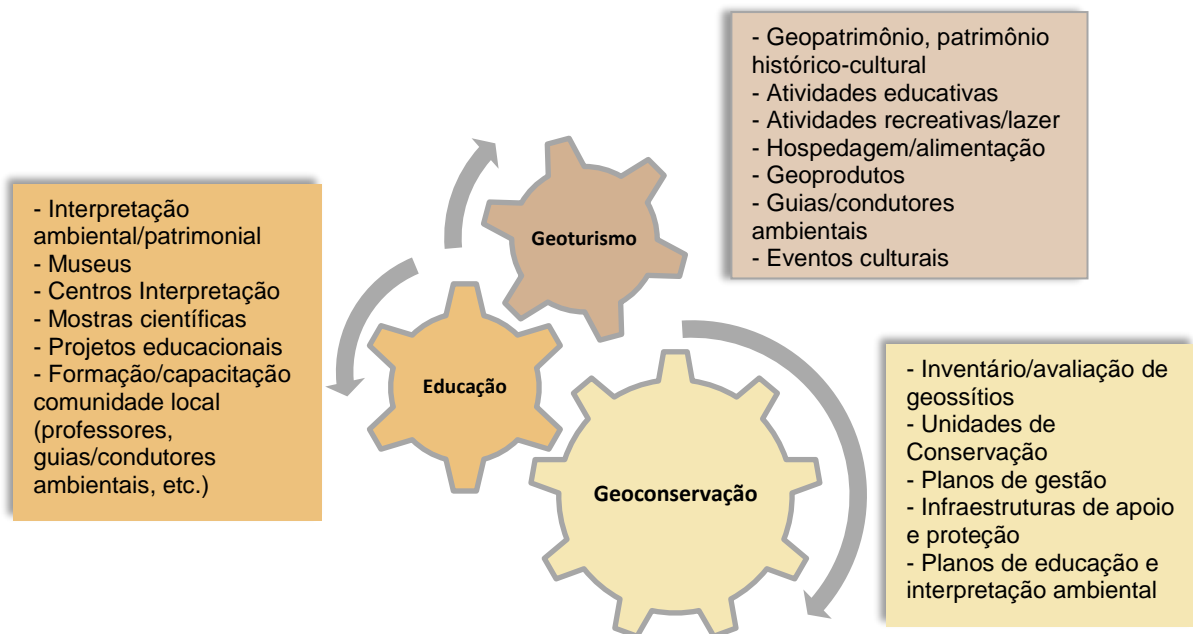 - Geopatrimônio, patrimônio
histórico-cultural
- Atividades educativas
- Atividades recreativas/lazer
- Hospedagem/alimentação
- Geoprodutos
- Guias/condutores
ambientais
- Eventos culturais
Geoturismo
- Interpretação
ambiental/patrimonial
- Museus
- Centros Interpretação
- Mostras científicas
- Projetos educacionais
- Formação/capacitação
comunidade local
(professores,
guias/condutores
ambientais, etc.)
Educação
Geoconservação
- Inventário/avaliação de
geossítios
- Unidades de
Conservação
- Planos de gestão
- Infraestruturas de apoio
e proteção
- Planos de educação e
interpretação ambiental